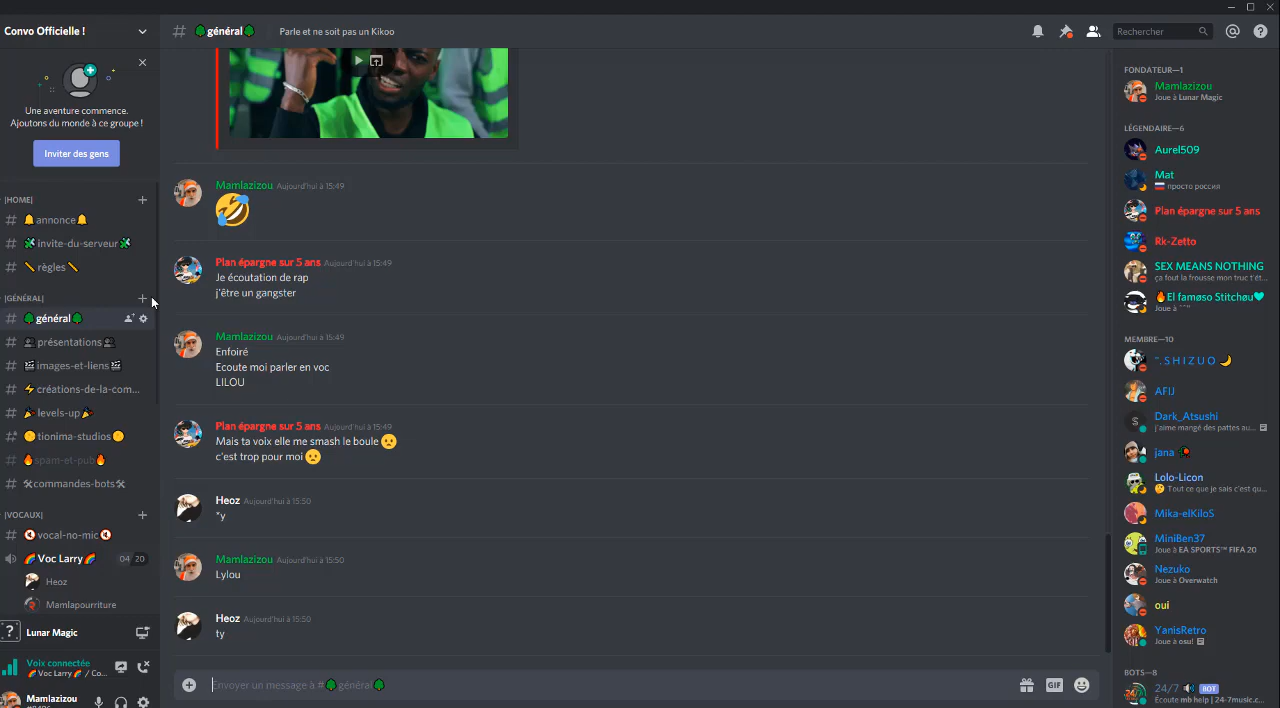 Convo Officielle !
Une aventure commence.
Ajoutons du monde à ce groupe !
Inviter des gens
[HOME]
# 🔔annonce🔔
# invite-du-serveur
# 📏règles📏
[GÉNÉRAL]
# 🌳général🌳
# 👥présentations👥
# 🎬images-et-liens🎬
# ⚡créations-de-la-com...
# 🎉levels-up🎉
# 🟡tionima-studios🟡
# 🔥spam-et-pub🔥
# 🛠commandes-bots🛠
[VOCAUX]
# 🔇vocal-no-mic🔇
🌈Voc Larry🌈 04 20
Heoz
Mamlapourriture
Lunar Magic
Voix connectée
🌈Voc Larry🌈 / Co...
Mamlazizou
# 🌳général🌳 Parle et ne soit pas un Kikoo
Rechercher
Mamlazizou Aujourd'hui à 15:49
🤣
Plan épargne sur 5 ans Aujourd'hui à 15:49
Je écoutation de rap
j'être un gangster
Mamlazizou Aujourd'hui à 15:49
Enfoiré
Ecoute moi parler en voc
LILOU
Plan épargne sur 5 ans Aujourd'hui à 15:49
Mais ta voix elle me smash le boule 😟
c'est trop pour moi 😟
Heoz Aujourd'hui à 15:50
*y
Mamlazizou Aujourd'hui à 15:50
Lylou
Heoz Aujourd'hui à 15:50
ty
Envoyer un message à #🌳général🌳
GIF
FONDATEUR—1
Mamlazizou
Joue à Lunar Magic
LÉGENDAIRE—6
Aurel509
Mat
🇷🇺 просто россия
Plan épargne sur 5 ans
Rk-Zetto
SEX MEANS NOTHING
ça fout la frousse mon truc t'ét...
🔥El famøso Stitchøu♥
Joue à ^^"
MEMBRE—10
". S H I Z U O 🌙
AFIJ
Dark_Atsushi
j'aime mangé des pattes au...
jana 🥀
Lolo-Licon
🤔 Tout ce que je sais c'est qu...
Mika-elKiloS
MiniBen37
Joue à EA SPORTS™ FIFA 20
Nezuko
Joue à Overwatch
oui
YanisRetro
Joue à osu!
BOTS—8
24/7 🔊 BOT
Écoute mb help | 24-7music.c...